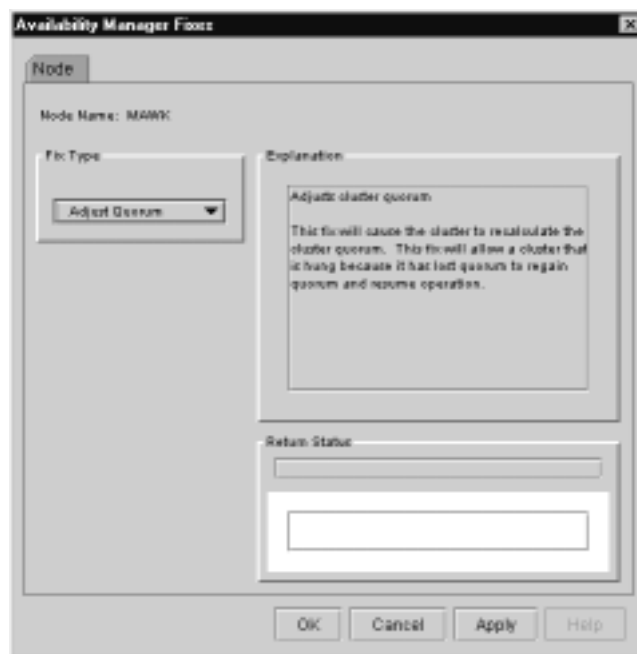 Availability Manager Fixes
Node
Node Name: MAWK
Fix Type
Adjust Quorum
Explanation
Adjusts cluster quorum
This fix will cause the cluster to recalculate the
cluster quorum. This fix will allow a cluster that
is hung because it has lost quorum to regain
quorum and resume operation.
Return Status
OK
Cancel
Apply
Help